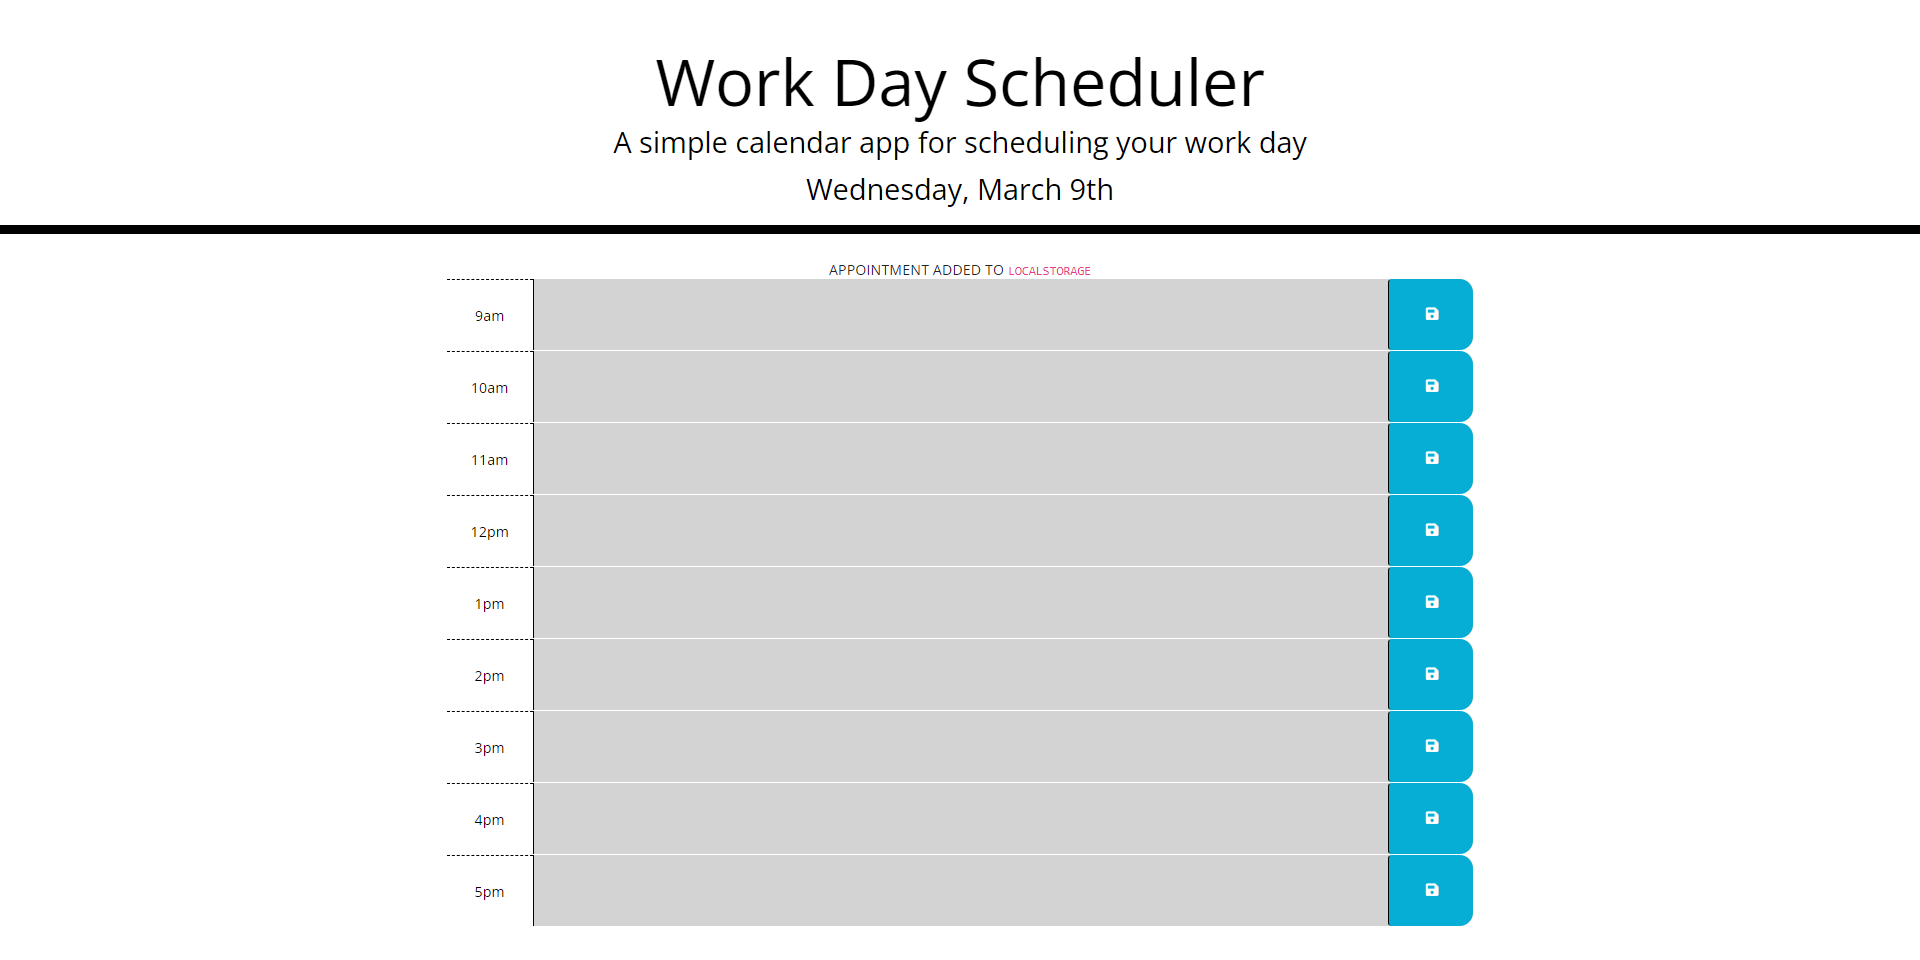 Work Day Scheduler
A simple calendar app for scheduling your work day
Wednesday, March 9th
APPOINTMENT ADDED TO LOCALSTORAGE
9am
10am
11am
12pm
1pm
2pm
3pm
4pm
5pm